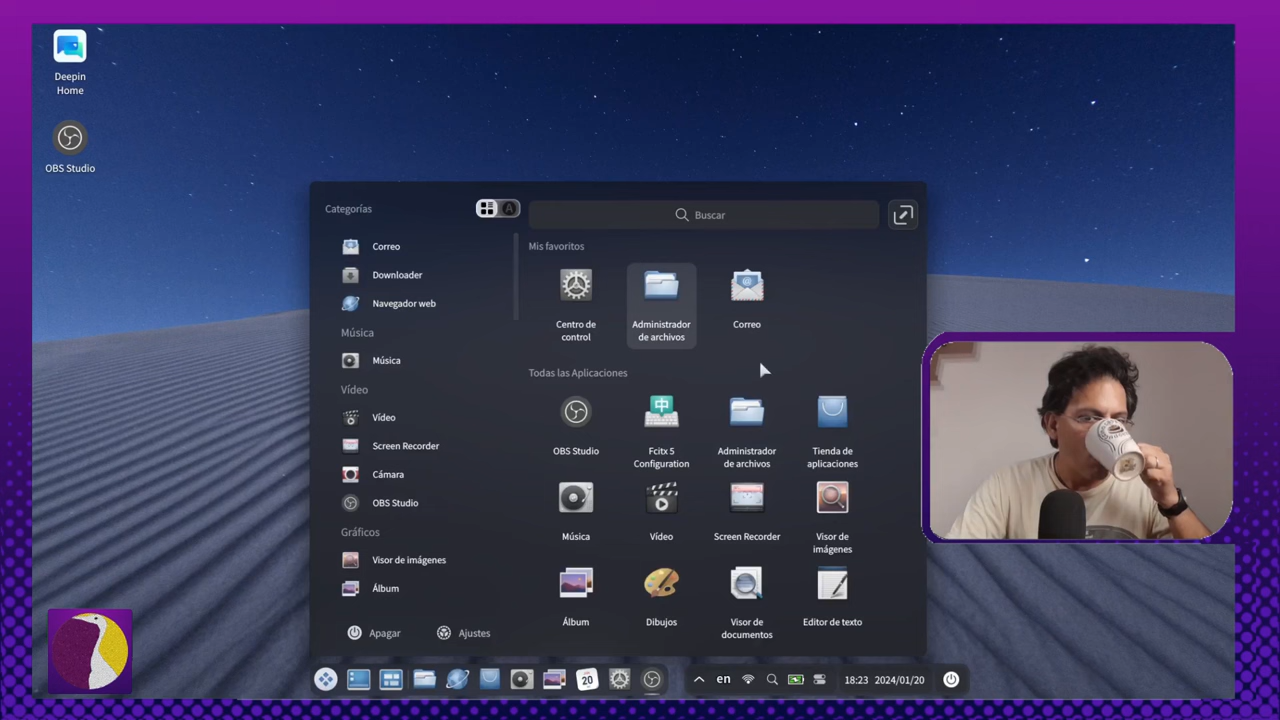 Deepin
Home
OBS Studio
Categorías
Buscar
Correo
Downloader
Navegador web
Música
Música
Vídeo
Vídeo
Screen Recorder
Cámara
OBS Studio
Gráficos
Visor de imágenes
Álbum
Apagar
Ajustes
Mis favoritos
Centro de
control
Administrador
de archivos
Correo
Todas las Aplicaciones
OBS Studio
Fcitx 5
Configuration
Administrador
de archivos
Tienda de
aplicaciones
Música
Vídeo
Screen Recorder
Visor de
imágenes
Álbum
Dibujos
Visor de
documentos
Editor de texto
20
en
18:23 2024/01/20